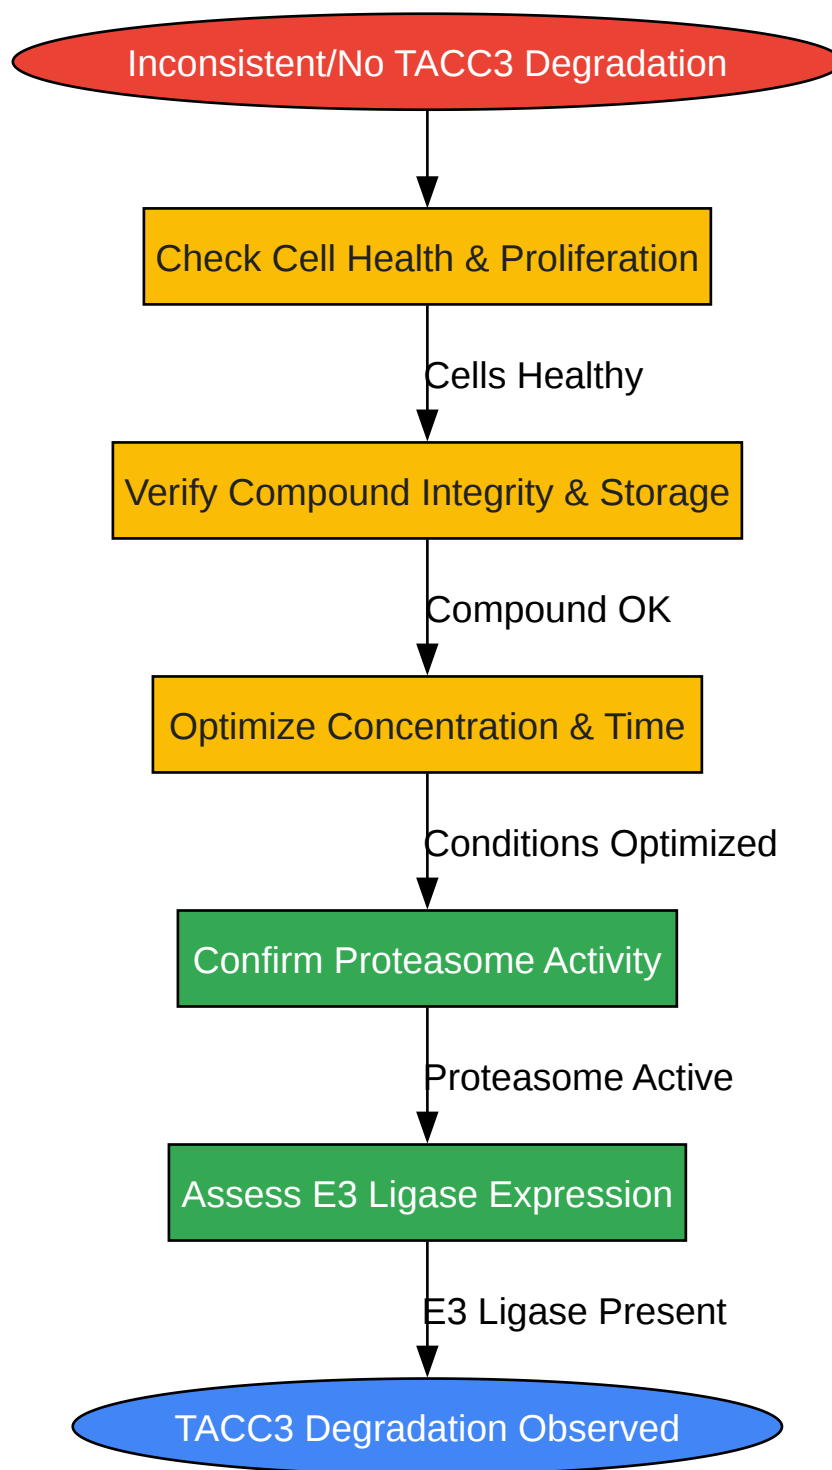 Inconsistent/No TACC3 Degradation
Check Cell Health & Proliferation
Cells Healthy
Verify Compound Integrity & Storage
Compound OK
Optimize Concentration & Time
Conditions Optimized
Confirm Proteasome Activity
Proteasome Active
Assess E3 Ligase Expression
E3 Ligase Present
TACC3 Degradation Observed